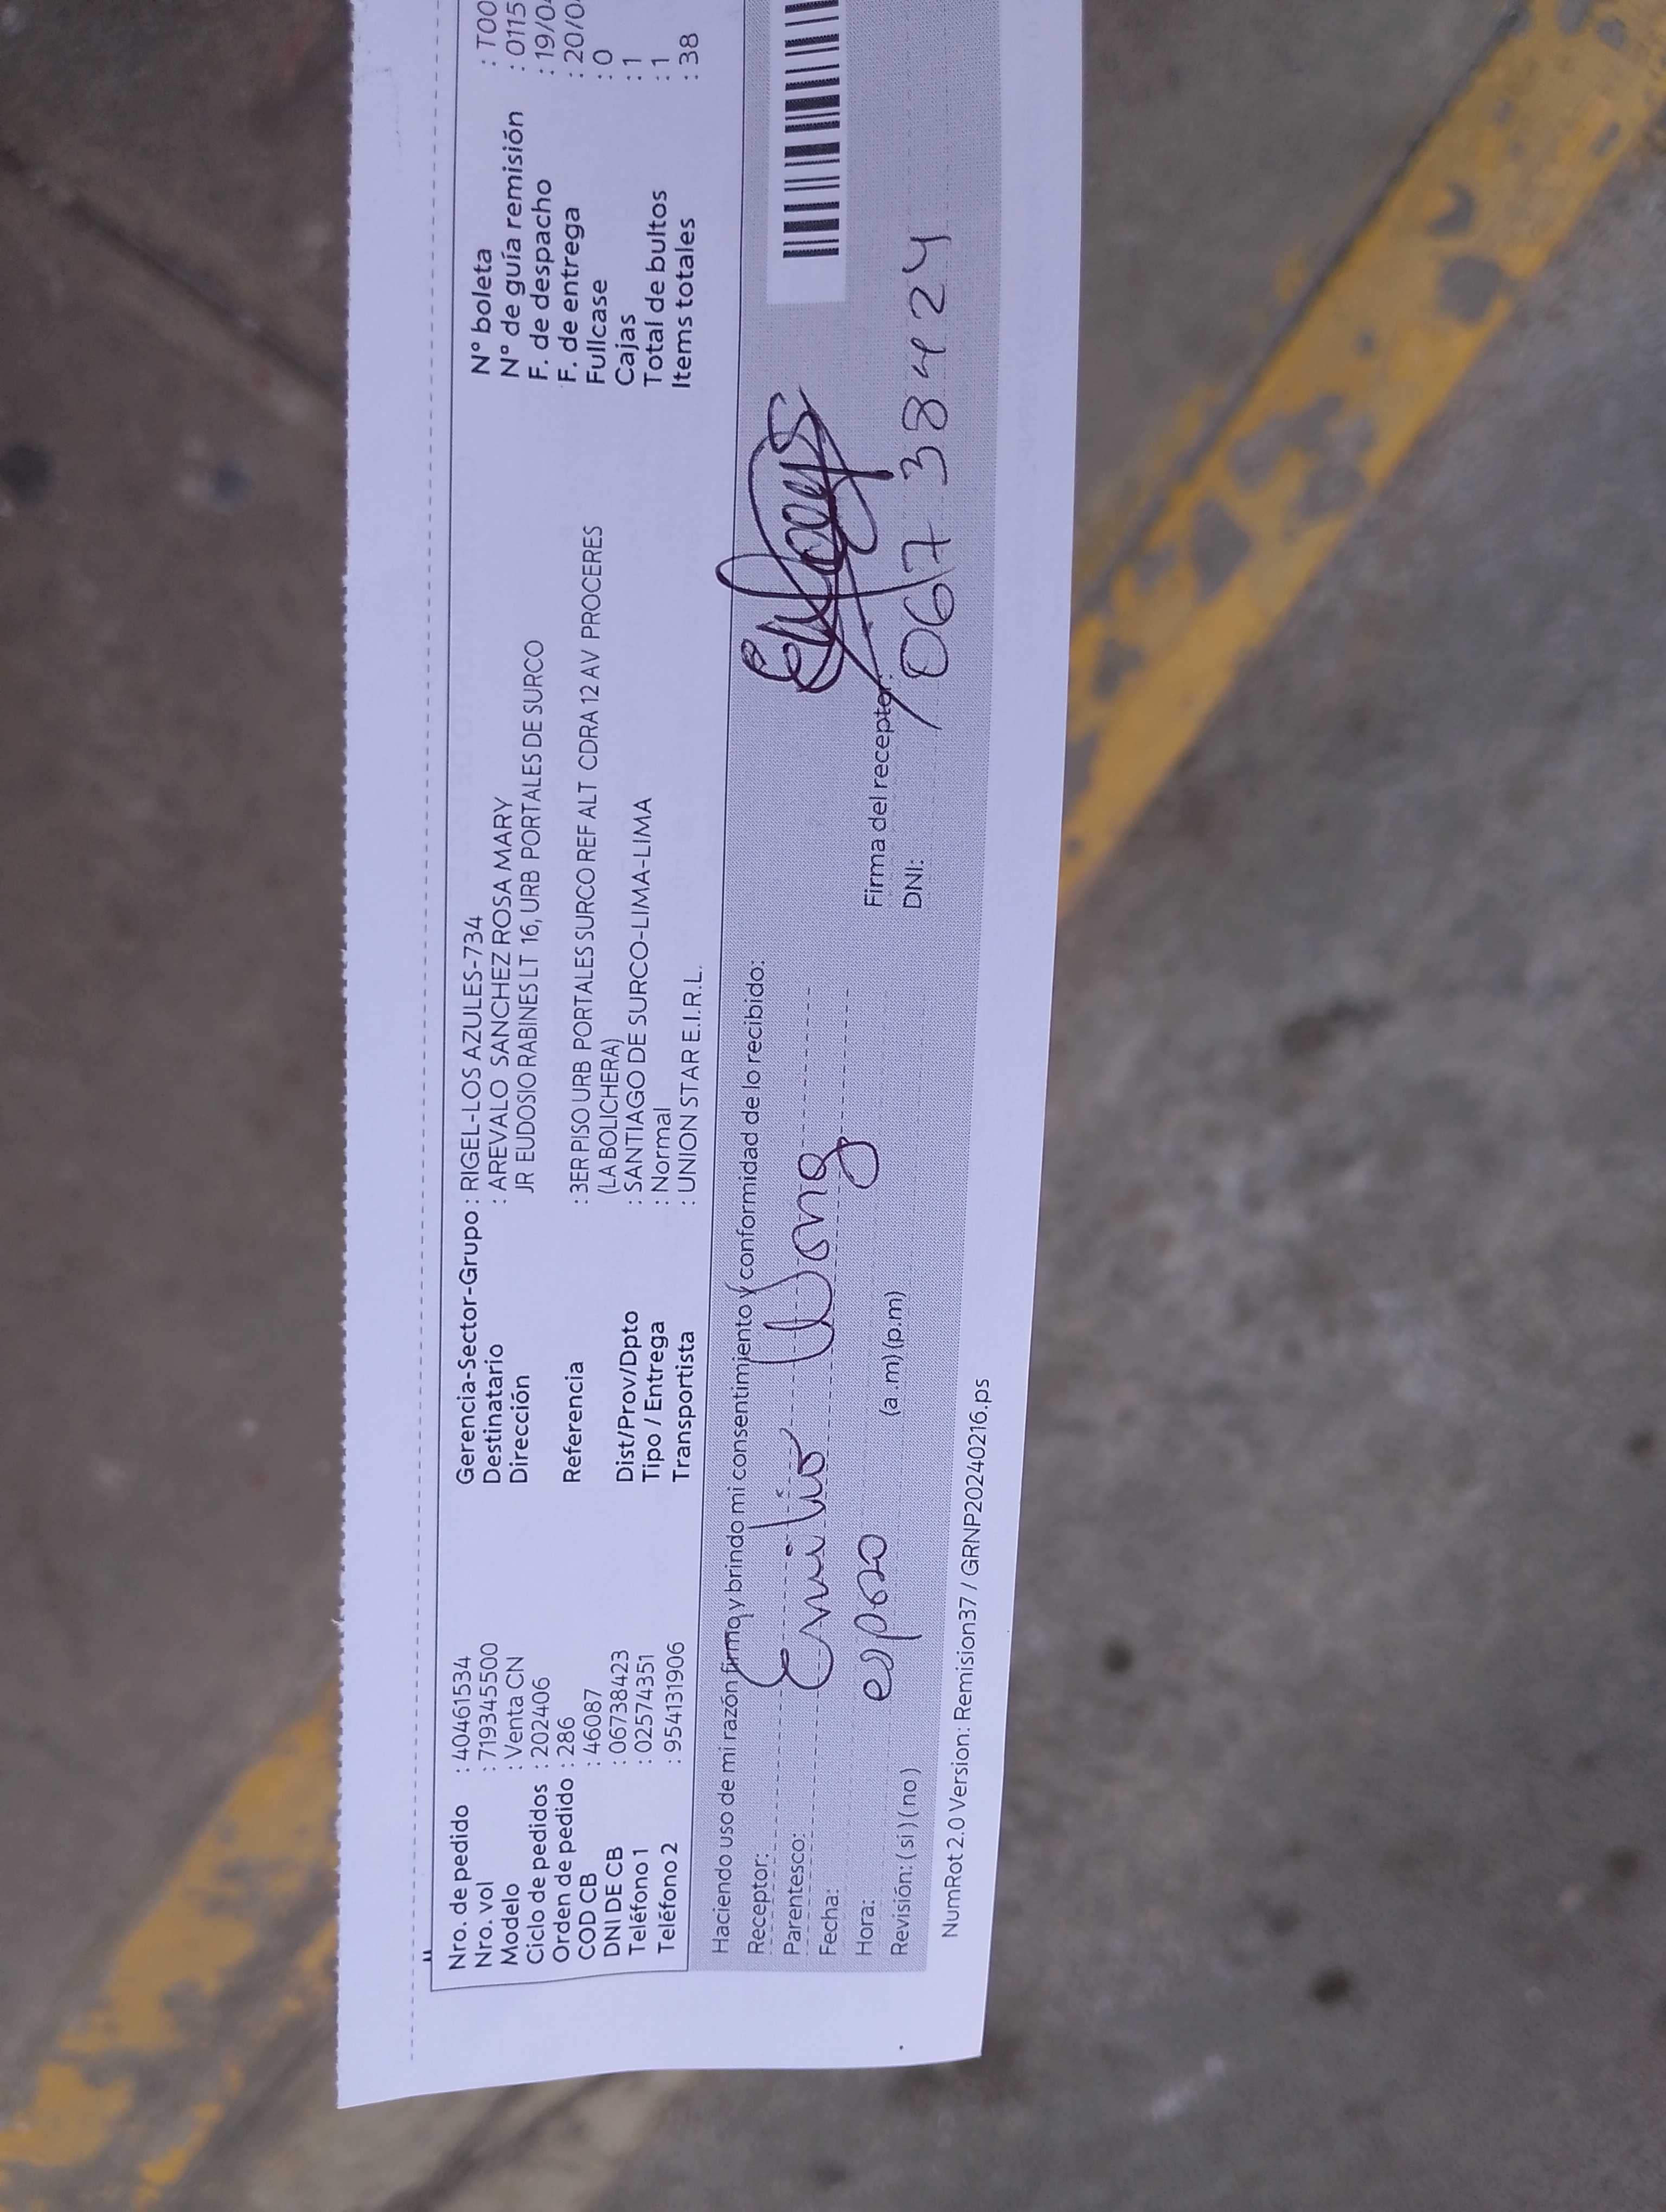 Nro. de pedido : 40461534
Nro. vol : 719345500
Modelo : Venta CN
Ciclo de pedidos : 202406
Orden de pedido : 286
COD CB : 46087
DNI DE CB : 06738423
Teléfono 1 : 02574351
Teléfono 2 : 954131906
Gerencia-Sector-Grupo : RIGEL-LOS AZULES-734
Destinatario : AREVALO SANCHEZ ROSA MARY
Dirección JR EUDOSIO RABINES LT 16, URB PORTALES DE SURCO
Referencia : 3ER PISO URB PORTALES SURCO REF ALT CDRA 12 AV PROCERES
(LA BOLICHERA)
Dist/Prov/Dpto : SANTIAGO DE SURCO-LIMA-LIMA
Tipo / Entrega : Normal
Transportista : UNION STAR E.I.R.L.
N° boleta : T00
N° de guía remisión : 0115
F. de despacho : 19/0
F. de entrega : 20/0
Fullcase : 0
Cajas : 1
Total de bultos : 1
Items totales : 38
Haciendo uso de mi razón firmo y brindo mi consentimiento y conformidad de lo recibido:
Receptor: Emilio Wong
Parentesco: esposo
Fecha:
Hora: (a.m) (p.m)
Revisión: ( si ) ( no )
Firma del receptor:
DNI: 06738424
NumRot 2.0 Version: Remision37 / GRNP20240216.ps